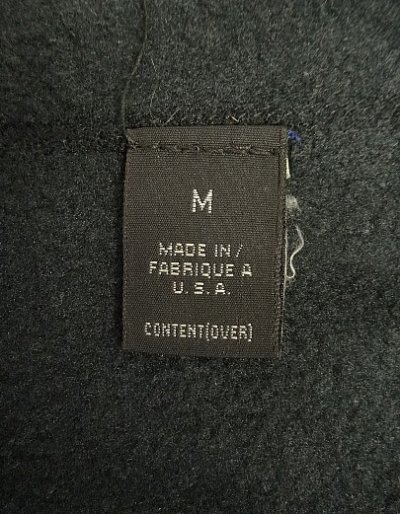 M
MADE IN/
FABRIQUE A
U.S.A.
CONTENT(OVER)